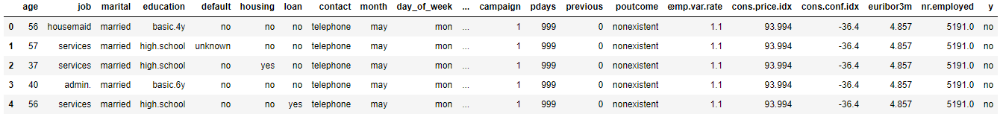 age job marital education default housing loan contact month day_of_week ... campaign pdays previous poutcome emp.var.rate cons.price.idx cons.conf.idx euribor3m nr.employed y
0 56 housemaid married basic.4y no no no telephone may mon ... 1 999 0 nonexistent 1.1 93.994 -36.4 4.857 5191.0 no
1 57 services married high.school unknown no no telephone may mon ... 1 999 0 nonexistent 1.1 93.994 -36.4 4.857 5191.0 no
2 37 services married high.school no yes no telephone may mon ... 1 999 0 nonexistent 1.1 93.994 -36.4 4.857 5191.0 no
3 40 admin. married basic.6y no no no telephone may mon ... 1 999 0 nonexistent 1.1 93.994 -36.4 4.857 5191.0 no
4 56 services married high.school no no yes telephone may mon ... 1 999 0 nonexistent 1.1 93.994 -36.4 4.857 5191.0 no